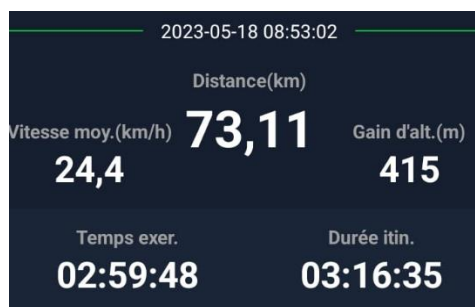 2023-05-18 08:53:02
Distance(km)
73,11
Vitesse moy.(km/h)
24,4
Gain d'alt.(m)
415
Temps exer.
02:59:48
Durée itin.
03:16:35